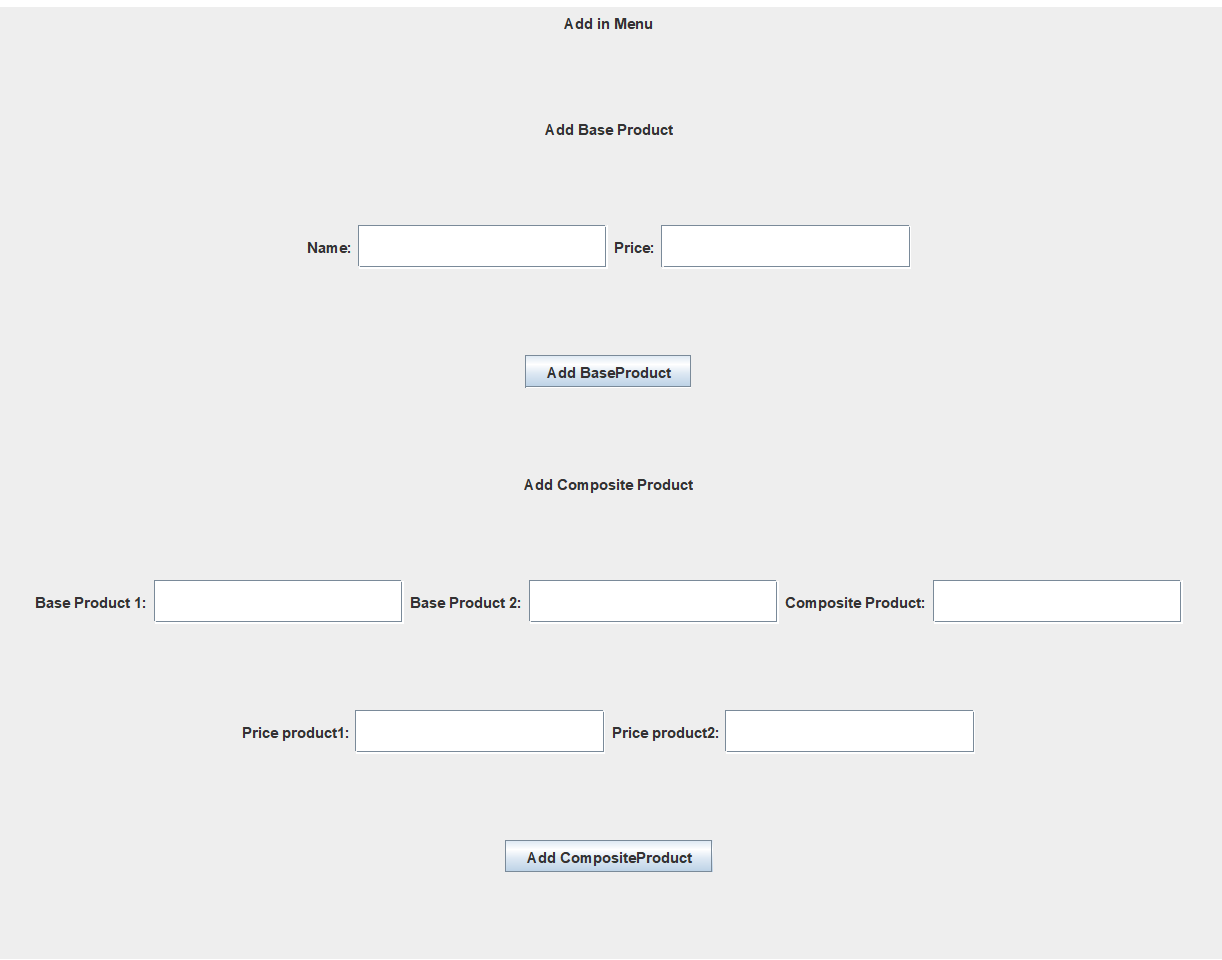 Add in Menu
Add Base Product
Name: Price:
Add BaseProduct
Add Composite Product
Base Product 1: Base Product 2: Composite Product:
Price product1: Price product2:
Add CompositeProduct